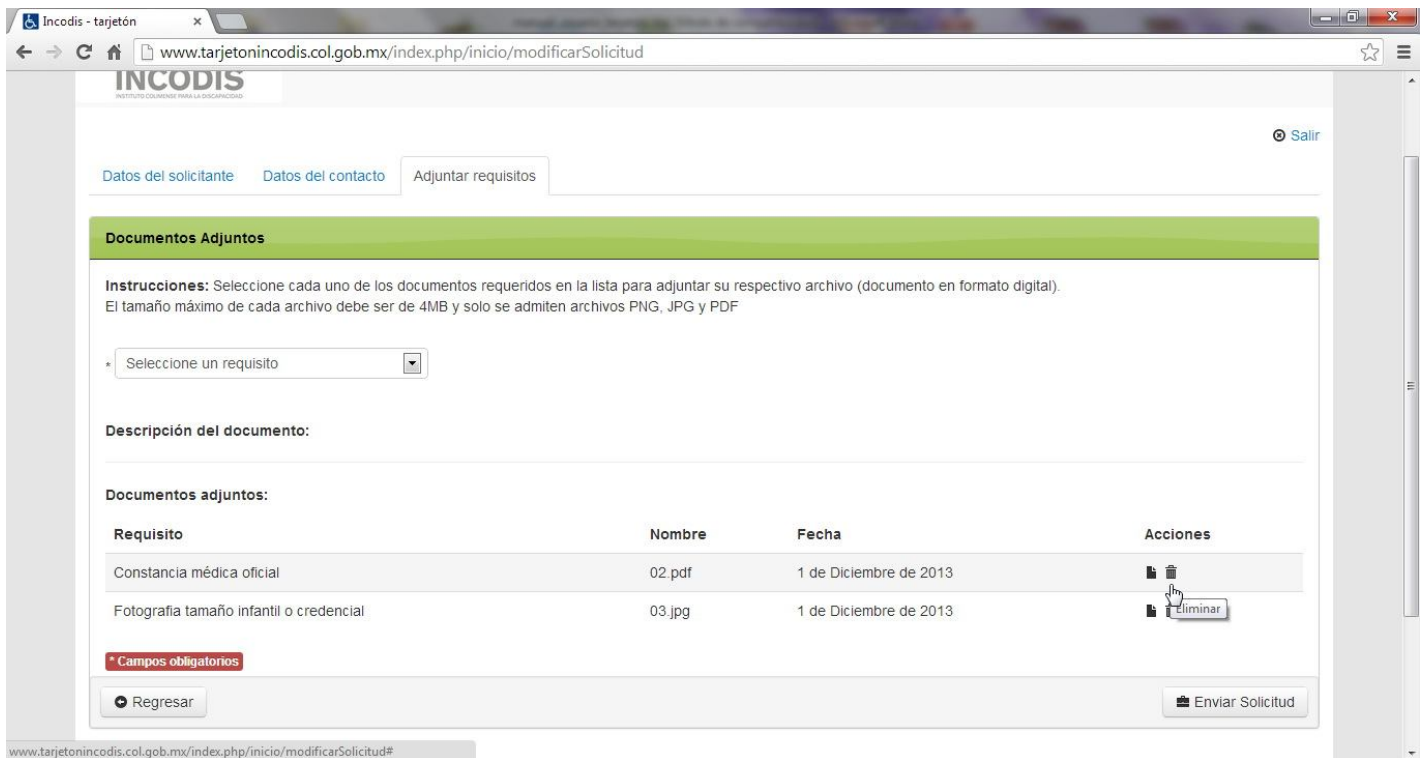 Incodis - tarjetón
www.tarjetonincodis.col.gob.mx/index.php/inicio/modificarSolicitud
INCODIS
INSTITUTO COLIMENSE PARA LA DISCAPACIDAD
Salir
Datos del solicitante Datos del contacto Adjuntar requisitos
Documentos Adjuntos
Instrucciones: Seleccione cada uno de los documentos requeridos en la lista para adjuntar su respectivo archivo (documento en formato digital).
El tamaño máximo de cada archivo debe ser de 4MB y solo se admiten archivos PNG, JPG y PDF
* Seleccione un requisito
Descripción del documento:
Documentos adjuntos:
Requisito Nombre Fecha Acciones
Constancia médica oficial 02.pdf 1 de Diciembre de 2013
Fotografia tamaño infantil o credencial 03.jpg 1 de Diciembre de 2013
Eliminar
* Campos obligatorios
Regresar Enviar Solicitud
www.tarjetonincodis.col.gob.mx/index.php/inicio/modificarSolicitud#